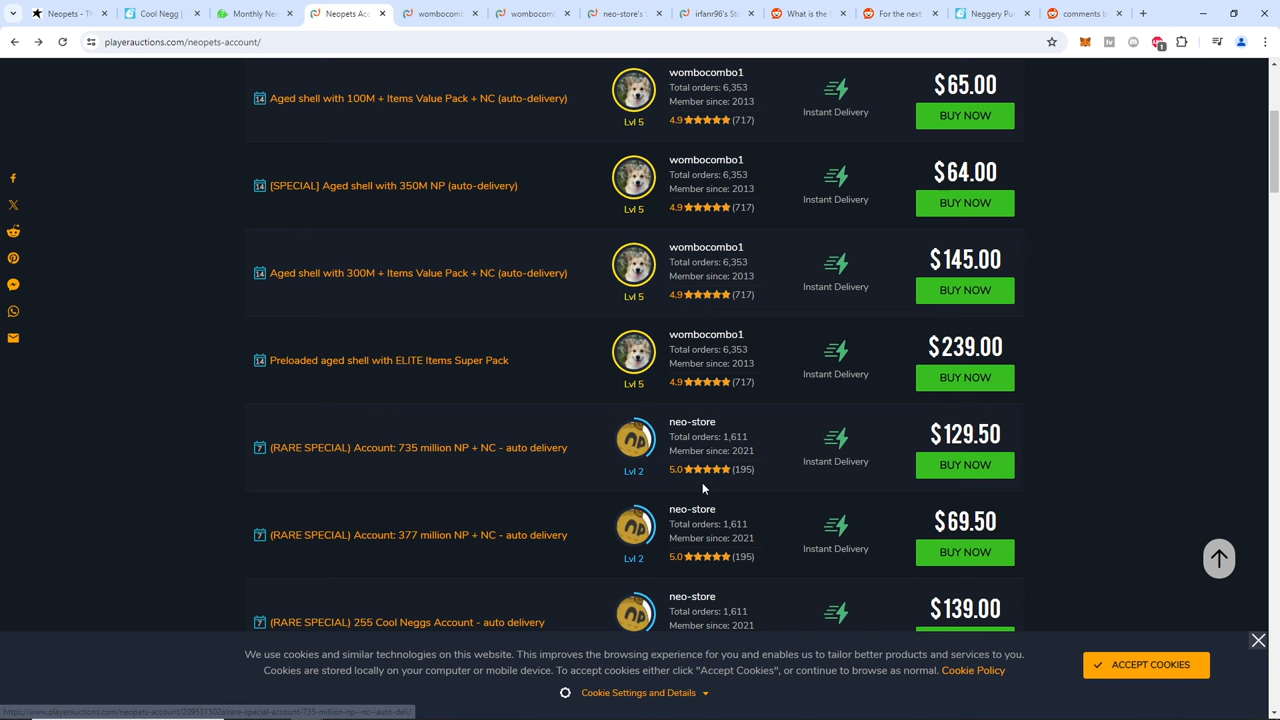 Neopets - T
Cool Negg
Monthly Ne
Neopets Ac
wombocomb
wombocomb
neo-store's
irfanr96's St
What is the
For the next
Neggery Pu
comments b
playerauctions.com/neopets-account/
1
14 Aged shell with 100M + Items Value Pack + NC (auto-delivery)
wombocombo1
Total orders: 6,353
Member since: 2013
4.9 (717)
Lvl 5
Instant Delivery
$65.00
BUY NOW
14 [SPECIAL] Aged shell with 350M NP (auto-delivery)
wombocombo1
Total orders: 6,353
Member since: 2013
4.9 (717)
Lvl 5
Instant Delivery
$64.00
BUY NOW
14 Aged shell with 300M + Items Value Pack + NC (auto-delivery)
wombocombo1
Total orders: 6,353
Member since: 2013
4.9 (717)
Lvl 5
Instant Delivery
$145.00
BUY NOW
14 Preloaded aged shell with ELITE Items Super Pack
wombocombo1
Total orders: 6,353
Member since: 2013
4.9 (717)
Lvl 5
Instant Delivery
$239.00
BUY NOW
7 (RARE SPECIAL) Account: 735 million NP + NC - auto delivery
neo-store
Total orders: 1,611
Member since: 2021
5.0 (195)
Lvl 2
Instant Delivery
$129.50
BUY NOW
7 (RARE SPECIAL) Account: 377 million NP + NC - auto delivery
neo-store
Total orders: 1,611
Member since: 2021
5.0 (195)
Lvl 2
Instant Delivery
$69.50
BUY NOW
7 (RARE SPECIAL) 255 Cool Neggs Account - auto delivery
neo-store
Total orders: 1,611
Member since: 2021
$139.00
We use cookies and similar technologies on this website. This improves the browsing experience for you and enables us to tailor better products and services to you.
Cookies are stored locally on your computer or mobile device. To accept cookies either click "Accept Cookies", or continue to browse as normal. Cookie Policy
ACCEPT COOKIES
Cookie Settings and Details